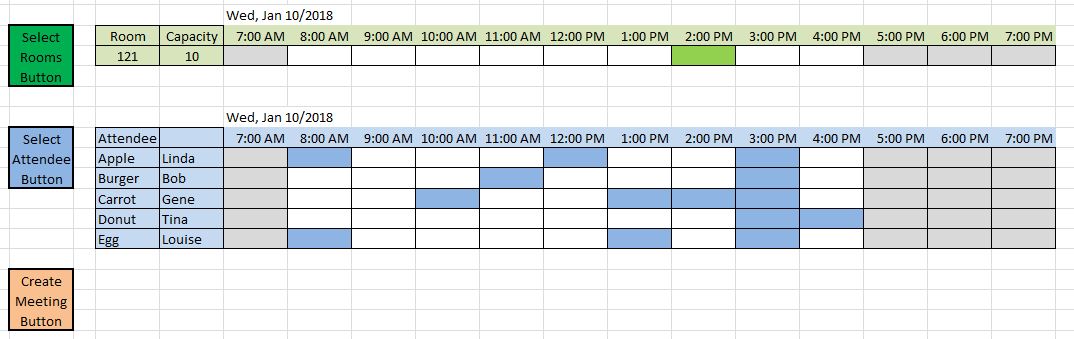 Wed, Jan 10/2018
Select Rooms Button
Room Capacity 7:00 AM 8:00 AM 9:00 AM 10:00 AM 11:00 AM 12:00 PM 1:00 PM 2:00 PM 3:00 PM 4:00 PM 5:00 PM 6:00 PM 7:00 PM
121 10
Wed, Jan 10/2018
Select Attendee Button
Attendee 7:00 AM 8:00 AM 9:00 AM 10:00 AM 11:00 AM 12:00 PM 1:00 PM 2:00 PM 3:00 PM 4:00 PM 5:00 PM 6:00 PM 7:00 PM
Apple Linda
Burger Bob
Carrot Gene
Donut Tina
Egg Louise
Create
Meeting
Button